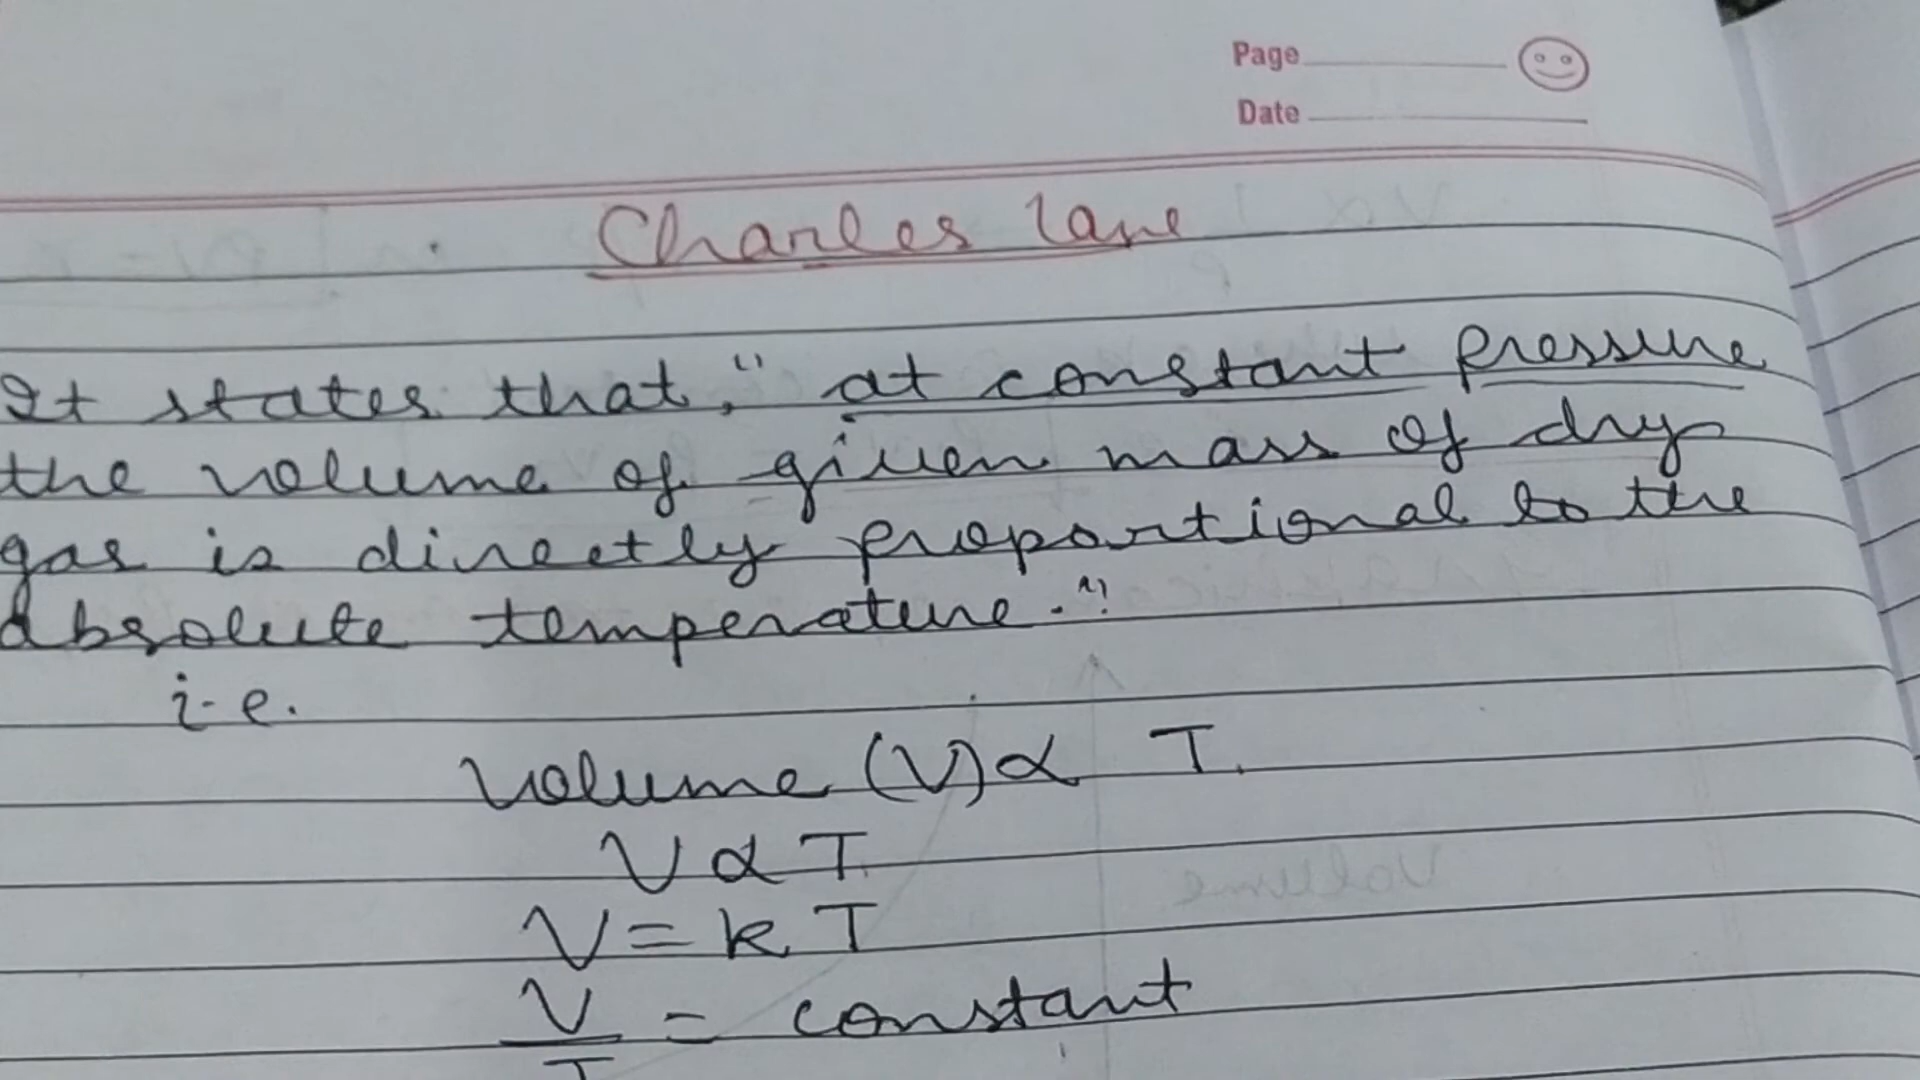 Page
Date
Charles law
It states that, "at constant pressure
the volume of given mass of dry
gas is directly proportional to the
absolute temperature."
i.e.
Volume (V) ∝ T
V ∝ T
V = k T
V/T = constant